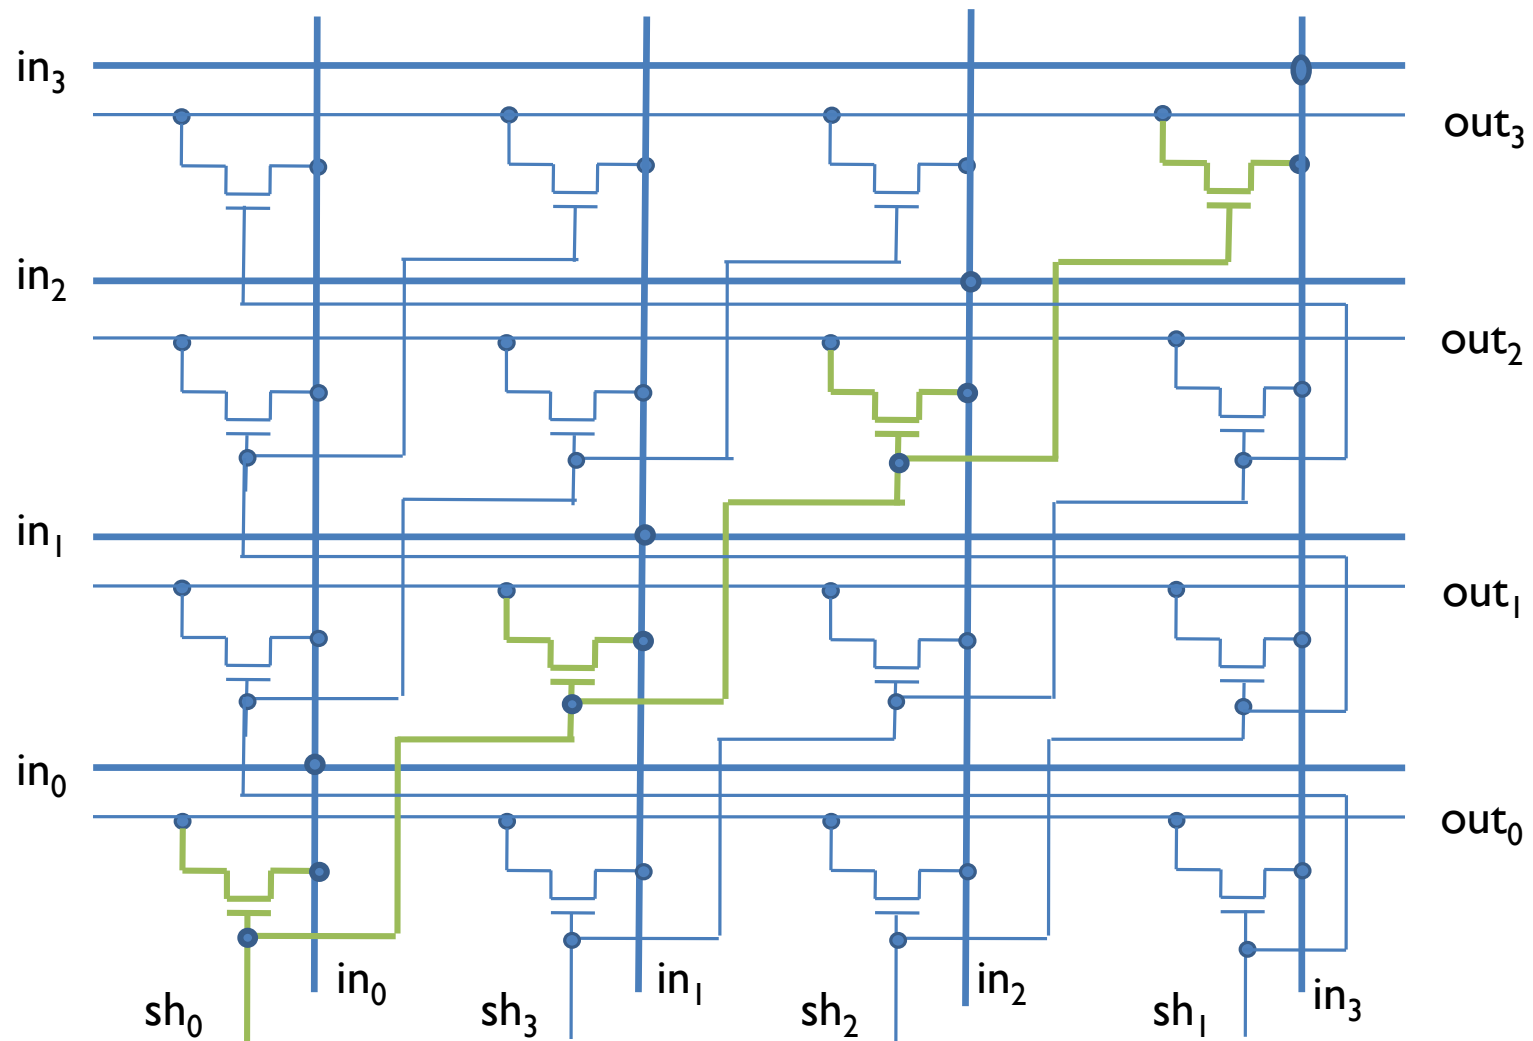 in₃
out₃
in₂
out₂
in₁
out₁
in₀
out₀
sh₀
in₀
sh₃
in₁
sh₂
in₂
sh₁
in₃